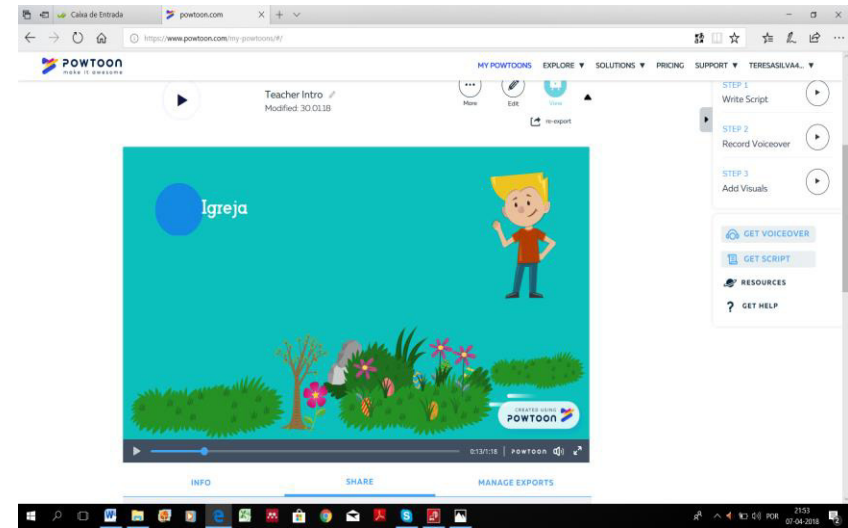 Caixa de Entrada
powtoon.com
https://www.powtoon.com/my-powtoons/#/
POWTOON
make it awesome
MY POWTOONS EXPLORE SOLUTIONS PRICING SUPPORT TERESASILVA4...
Teacher Intro
Modified: 30.01.18
More Edit View
re-export
STEP 1
Write Script
STEP 2
Record Voiceover
STEP 3
Add Visuals
GET VOICEOVER
GET SCRIPT
RESOURCES
? GET HELP
Igreja
CREATED USING
POWTOON
0:13/1:18 | POWTOON
INFO SHARE MANAGE EXPORTS
POR
21:53
07-04-2018